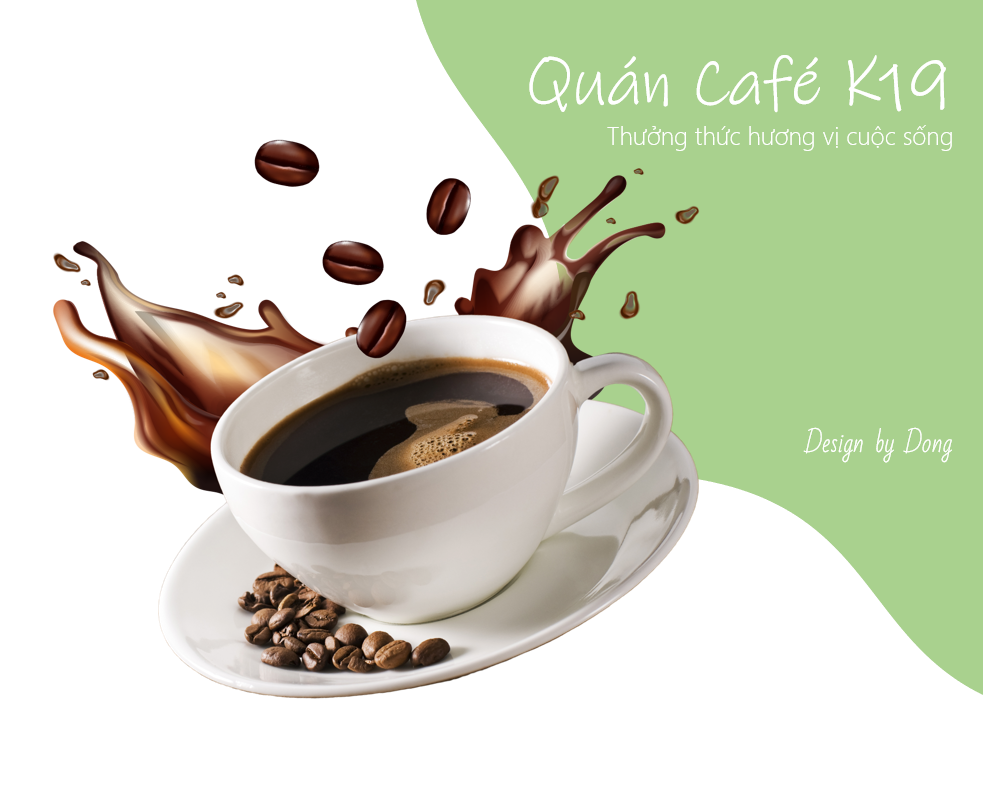 Quán Café K19
Thưởng thức hương vị cuộc sống
Design by Dong